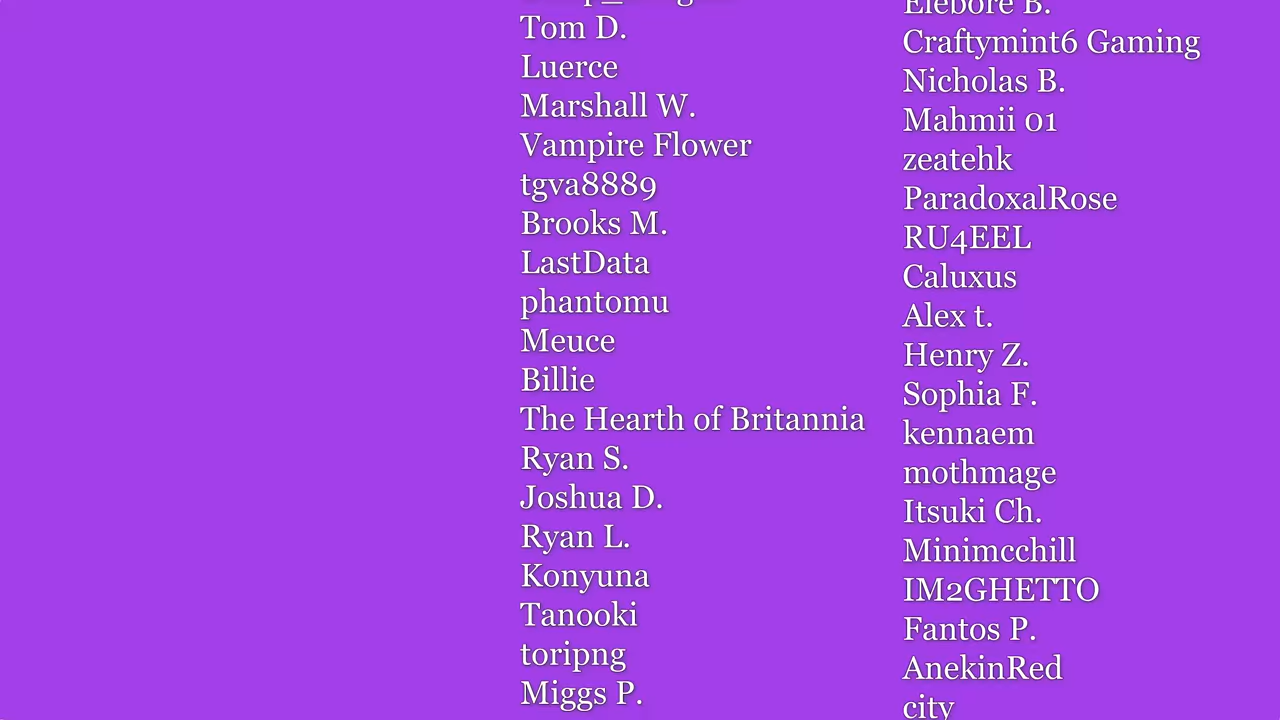 Tom D.
Luerce
Marshall W.
Vampire Flower
tgva8889
Brooks M.
LastData
phantomu
Meuce
Billie
The Hearth of Britannia
Ryan S.
Joshua D.
Ryan L.
Konyuna
Tanooki
toripng
Miggs P.
Elebore B.
Craftymint6 Gaming
Nicholas B.
Mahmii 01
zeatehk
ParadoxalRose
RU4EEL
Caluxus
Alex t.
Henry Z.
Sophia F.
kennaem
mothmage
Itsuki Ch.
Minimcchill
IM2GHETTO
Fantos P.
AnekinRed
city